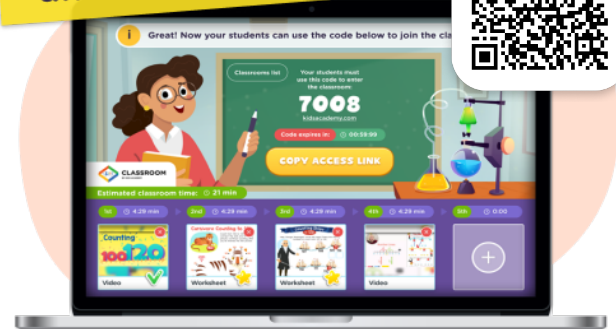 Great! Now your students can use the code below to join the cla
Classrooms list
Your students must
use this code to enter
the classroom:
7008
kidsacademy.com
Code expires in:
00:59:99
COPY ACCESS LINK
CLASSROOM
Estimated classroom time: 21 min
1st 4:29 min
2nd 4:29 min
3rd 4:29 min
4th 4:29 min
5th 0:00
Counting
100
120
Video
Worksheet
Worksheet
Video